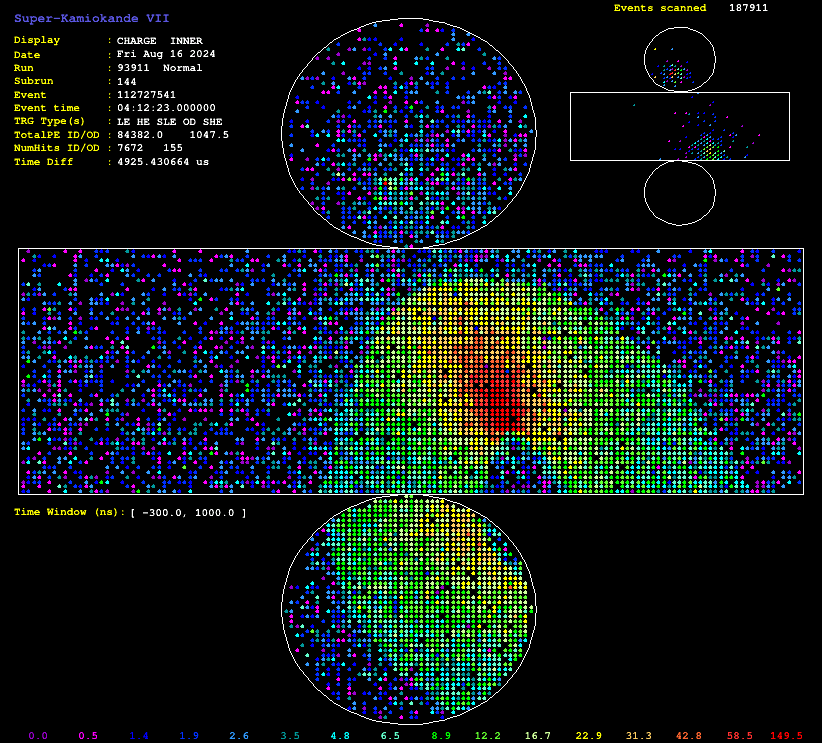 Super-Kamiokande VII
Events scanned 187911
Display : CHARGE INNER
Date : Fri Aug 16 2024
Run : 93911 Normal
Subrun : 144
Event : 112727541
Event time : 04:12:23.000000
TRG Type(s) : LE HE SLE OD SHE
TotalPE ID/OD : 84382.0 1047.5
NumHits ID/OD : 7672 155
Time Diff : 4925.430664 us
Time Window (ns): [ -300.0, 1000.0 ]
0.0 0.5 1.4 1.9 2.6 3.5 4.8 6.5 8.9 12.2 16.7 22.9 31.3 42.8 58.5 149.5